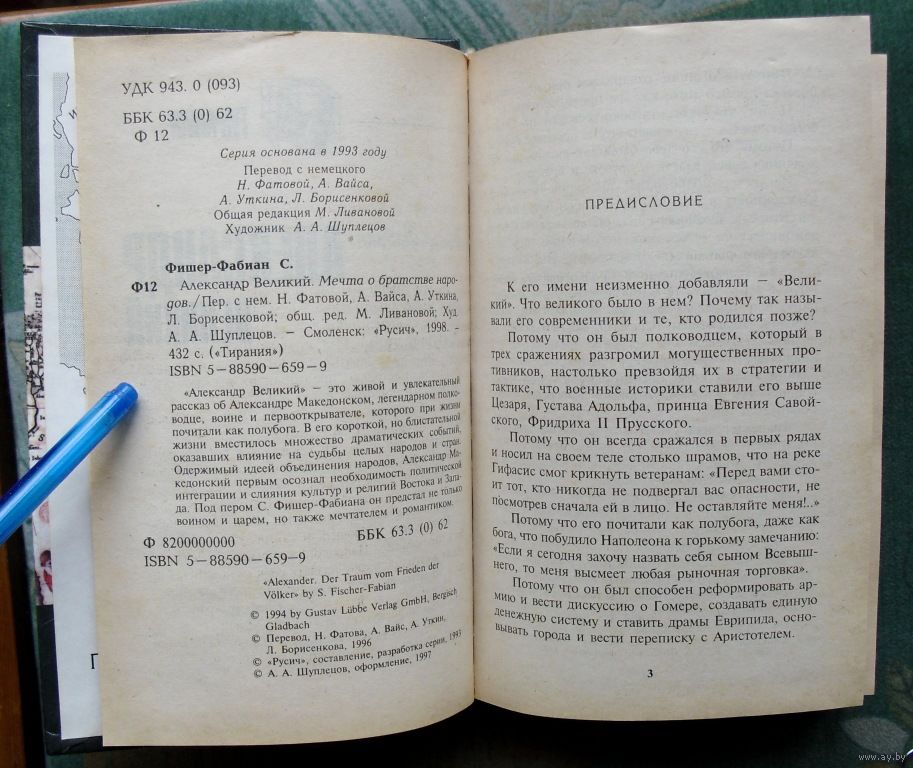 УДК 943. 0 (093)
ББК 63.3 (0) 62
Ф 12
Серия основана в 1993 году
Перевод с немецкого
Н. Фатовой, А. Вайса,
А. Уткина, Л. Борисенковой
Общая редакция М. Ливановой
Художник А. А. Шуплецов
Фишер-Фабиан С.
Ф12 Александр Великий. Мечта о братстве наро-
дов./Пер. с нем. Н. Фатовой, А. Вайса, А. Уткина,
Л. Борисенковой; общ. ред. М. Ливановой; Худ.
А. А. Шуплецов. — Смоленск: «Русич», 1998. –
432 с. («Тирания»)
ISBN 5—88590—659—9
«Александр Великий» — это живой и увлекательный
рассказ об Александре Македонском, легендарном полко-
водце, воине и первооткрывателе, которого при жизни
почитали как полубога. В его короткой, но блистательной
жизни вместилось множество драматических событий,
оказавших влияние на судьбы целых народов и стран.
Одержимый идеей объединения народов, Александр Ма-
кедонский первым осознал необходимость политической
интеграции и слияния культур и религий Востока и Запа-
да. Под пером С. Фишер-Фабиана он предстал не только
воином и царем, но также мечтателем и романтиком.
Ф 8200000000
ББК 63.3 (0) 62
ISBN 5—88590—659—9
«Alexander. Der Traum vom Frieden der
Völker» by S. Fischer-Fabian
© 1994 by Gustav Lübbe Verlag GmbH, Bergisch
Gladbach
© Перевод, Н. Фатова, А. Вайс, А. Уткин,
Л. Борисенкова, 1996
© «Русич», составление, разработка серии, 1993
© А. А. Шуплецов, оформление, 1997
ПРЕДИСЛОВИЕ
К его имени неизменно добавляли — «Вели-
кий». Что великого было в нем? Почему так назы-
вали его современники и те, кто родился позже?
Потому что он был полководцем, который в
трех сражениях разгромил могущественных про-
тивников, настолько превзойдя их в стратегии и
тактике, что военные историки ставили его выше
Цезаря, Густава Адольфа, принца Евгения Савой-
ского, Фридриха II Прусского.
Потому что он всегда сражался в первых рядах
и носил на своем теле столько шрамов, что на реке
Гифасис смог крикнуть ветеранам: «Перед вами сто-
ит тот, кто никогда не подвергал вас опасности, не
посмотрев сначала ей в лицо. Не оставляйте меня!..»
Потому что его почитали как полубога, даже как
бога, что побудило Наполеона к горькому замечанию:
«Если я сегодня захочу назвать себя сыном Всевыш-
него, то меня высмеет любая рыночная торговка».
Потому что он был способен реформировать ар-
мию и вести дискуссию о Гомере, создавать единую
денежную систему и ставить драмы Еврипида, осно-
вывать города и вести переписку с Аристотелем.
3
www.ay.by